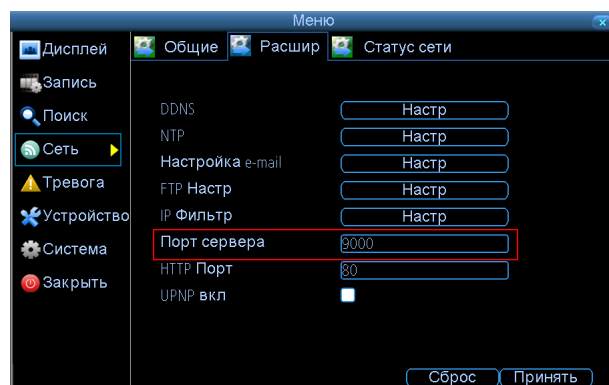 Меню
Дисплей
Запись
Поиск
Сеть
Тревога
Устройство
Система
Закрыть
Общие Расшир Статус сети
DDNS Настр
NTP Настр
Настройка e-mail Настр
FTP Настр Настр
IP Фильтр Настр
Порт сервера 9000
HTTP Порт 80
UPNP вкл
Сброс Принять